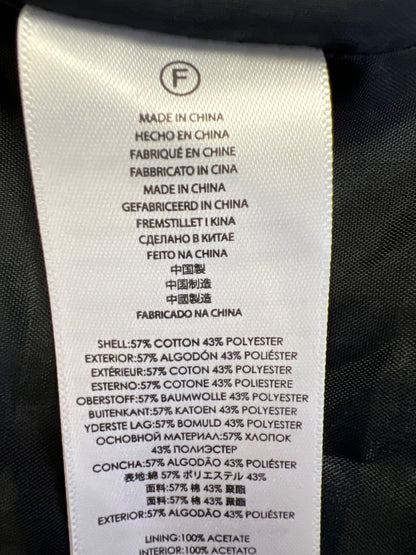 F
MADE IN CHINA
HECHO EN CHINA
FABRIQUÉ EN CHINE
FABBRICATO IN CINA
MADE IN CHINA
GEFABRICEERD IN CHINA
FREMSTILLET I KINA
СДЕЛАНО В КИТАЕ
FEITO NA CHINA
中国製
中国制造
中國製造
FABRICADO NA CHINA
SHELL:57% COTTON 43% POLYESTER
EXTERIOR:57% ALGODÓN 43% POLIÉSTER
EXTÉRIEUR:57% COTON 43% POLYESTER
ESTERNO:57% COTONE 43% POLIESTERE
OBERSTOFF:57% BAUMWOLLE 43% POLYESTER
BUITENKANT:57% KATOEN 43% POLYESTER
YDERSTE LAG:57% BOMULD 43% POLYESTER
ОСНОВНОЙ МАТЕРИАЛ:57% ХЛОПОК
43% ПОЛИЭСТЕР
CONCHA:57% ALGODÃO 43% POLIÉSTER
表地:綿 57% ポリエステル 43%
面料:57% 棉 43% 聚酯
面料:57% 棉 43% 聚酯
EXTERIOR:57% ALGODÃO 43% POLIÉSTER
LINING:100% ACETATE
INTERIOR:100% ACETATO